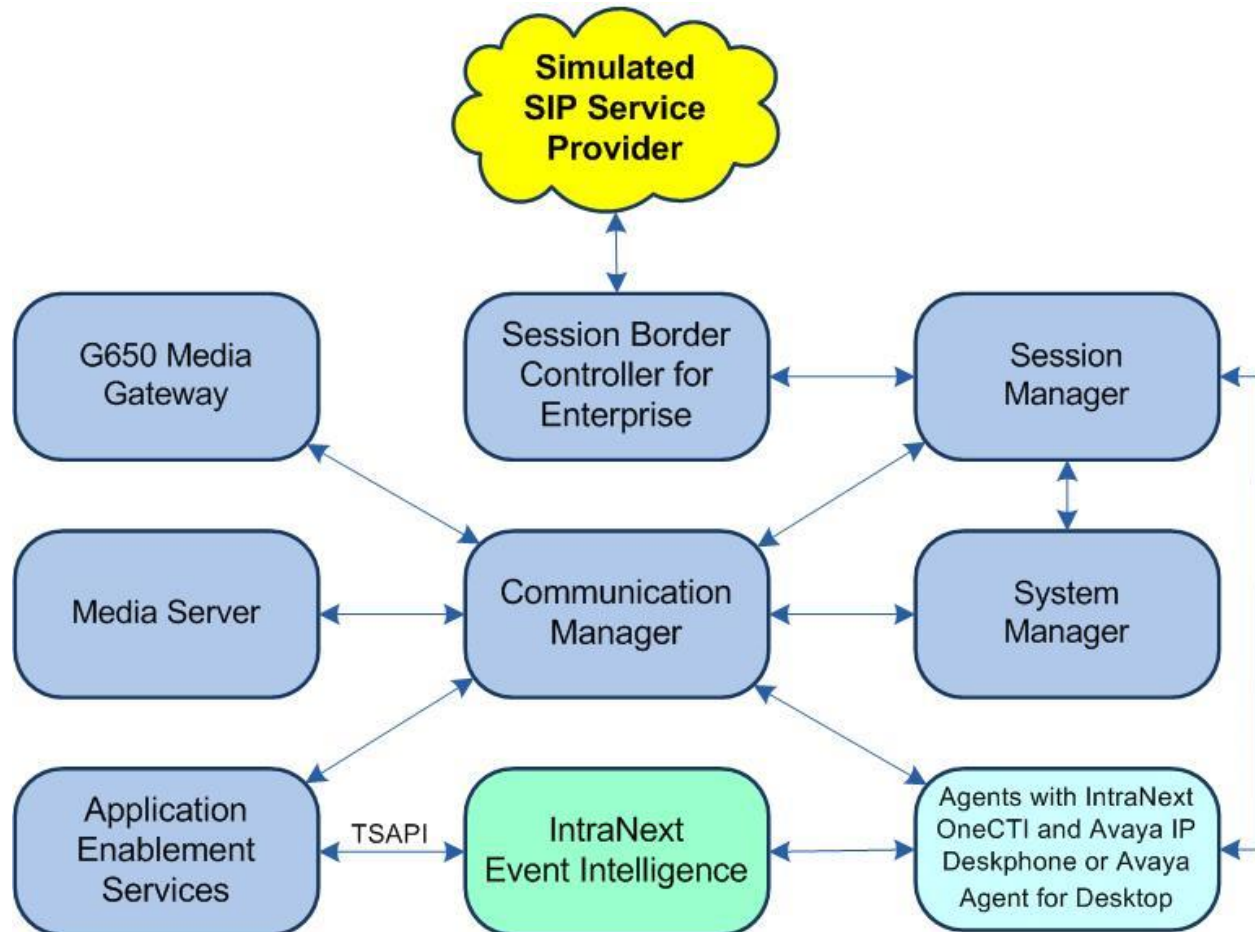 Simulated
SIP Service
Provider
G650 Media
Gateway
Session Border
Controller for
Enterprise
Session
Manager
Media Server
Communication
Manager
System
Manager
Application
Enablement
Services
TSAPI
IntraNext
Event Intelligence
Agents with IntraNext
OneCTI and Avaya IP
Deskphone or Avaya
Agent for Desktop